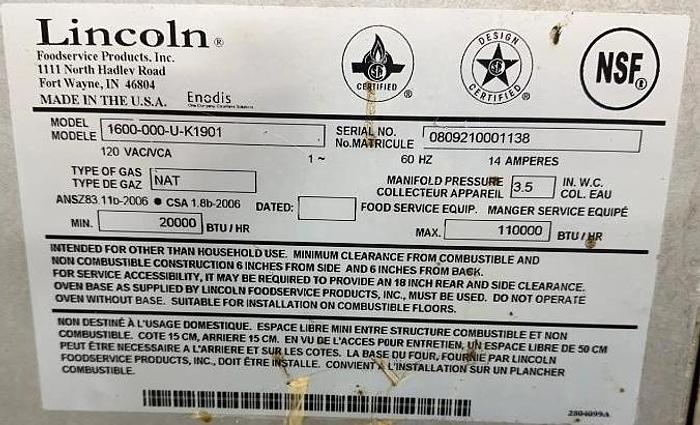 Lincoln®
Foodservice Products, Inc.
1111 North Hadley Road
Fort Wayne, IN 46804
MADE IN THE U.S.A. Enodis
CERTIFIED ®
DESIGN CERTIFIED ®
NSF®
MODEL
MODELE 1600-000-U-K1901
SERIAL NO.
No.MATRICULE 0809210001138
120 VAC/VCA 1~ 60 HZ 14 AMPERES
TYPE OF GAS
TYPE DE GAZ NAT
MANIFOLD PRESSURE
COLLECTEUR APPAREIL 3.5 IN. W.C.
COL. EAU
ANSZ83.11b-2006 • CSA 1.8b-2006 DATED: FOOD SERVICE EQUIP. MANGER SERVICE EQUIPÉ
MIN. 20000 BTU / HR MAX. 110000 BTU / HR
INTENDED FOR OTHER THAN HOUSEHOLD USE. MINIMUM CLEARANCE FROM COMBUSTIBLE AND
NON COMBUSTIBLE CONSTRUCTION 6 INCHES FROM SIDE AND 6 INCHES FROM BACK.
FOR SERVICE ACCESSIBILITY, IT MAY BE REQUIRED TO PROVIDE AN 18 INCH REAR AND SIDE CLEARANCE.
OVEN BASE AS SUPPLIED BY LINCOLN FOODSERVICE PRODUCTS, INC., MUST BE USED. DO NOT OPERATE
OVEN WITHOUT BASE. SUITABLE FOR INSTALLATION ON COMBUSTIBLE FLOORS.
NON DESTINÉ À L'USAGE DOMESTIQUE. ESPACE LIBRE MINI ENTRE STRUCTURE COMBUSTIBLE ET NON
COMBUSTIBLE. COTE 15 CM, ARRIERE 15 CM. EN VU DE L'ACCES POUR ENTRETIEN, UN ESPACE LIBRE DE 50 CM
PEUT ÊTRE NECESSAIRE A L'ARRIERE ET SUR LES COTES. LA BASE DU FOUR, FOURNIE PAR LINCOLN
FOODSERVICE PRODUCTS, INC., DOIT ÊTRE INSTALLE. CONVIENT À L'INSTALLATION SUR UN PLANCHER
COMBUSTIBLE.
2804099A